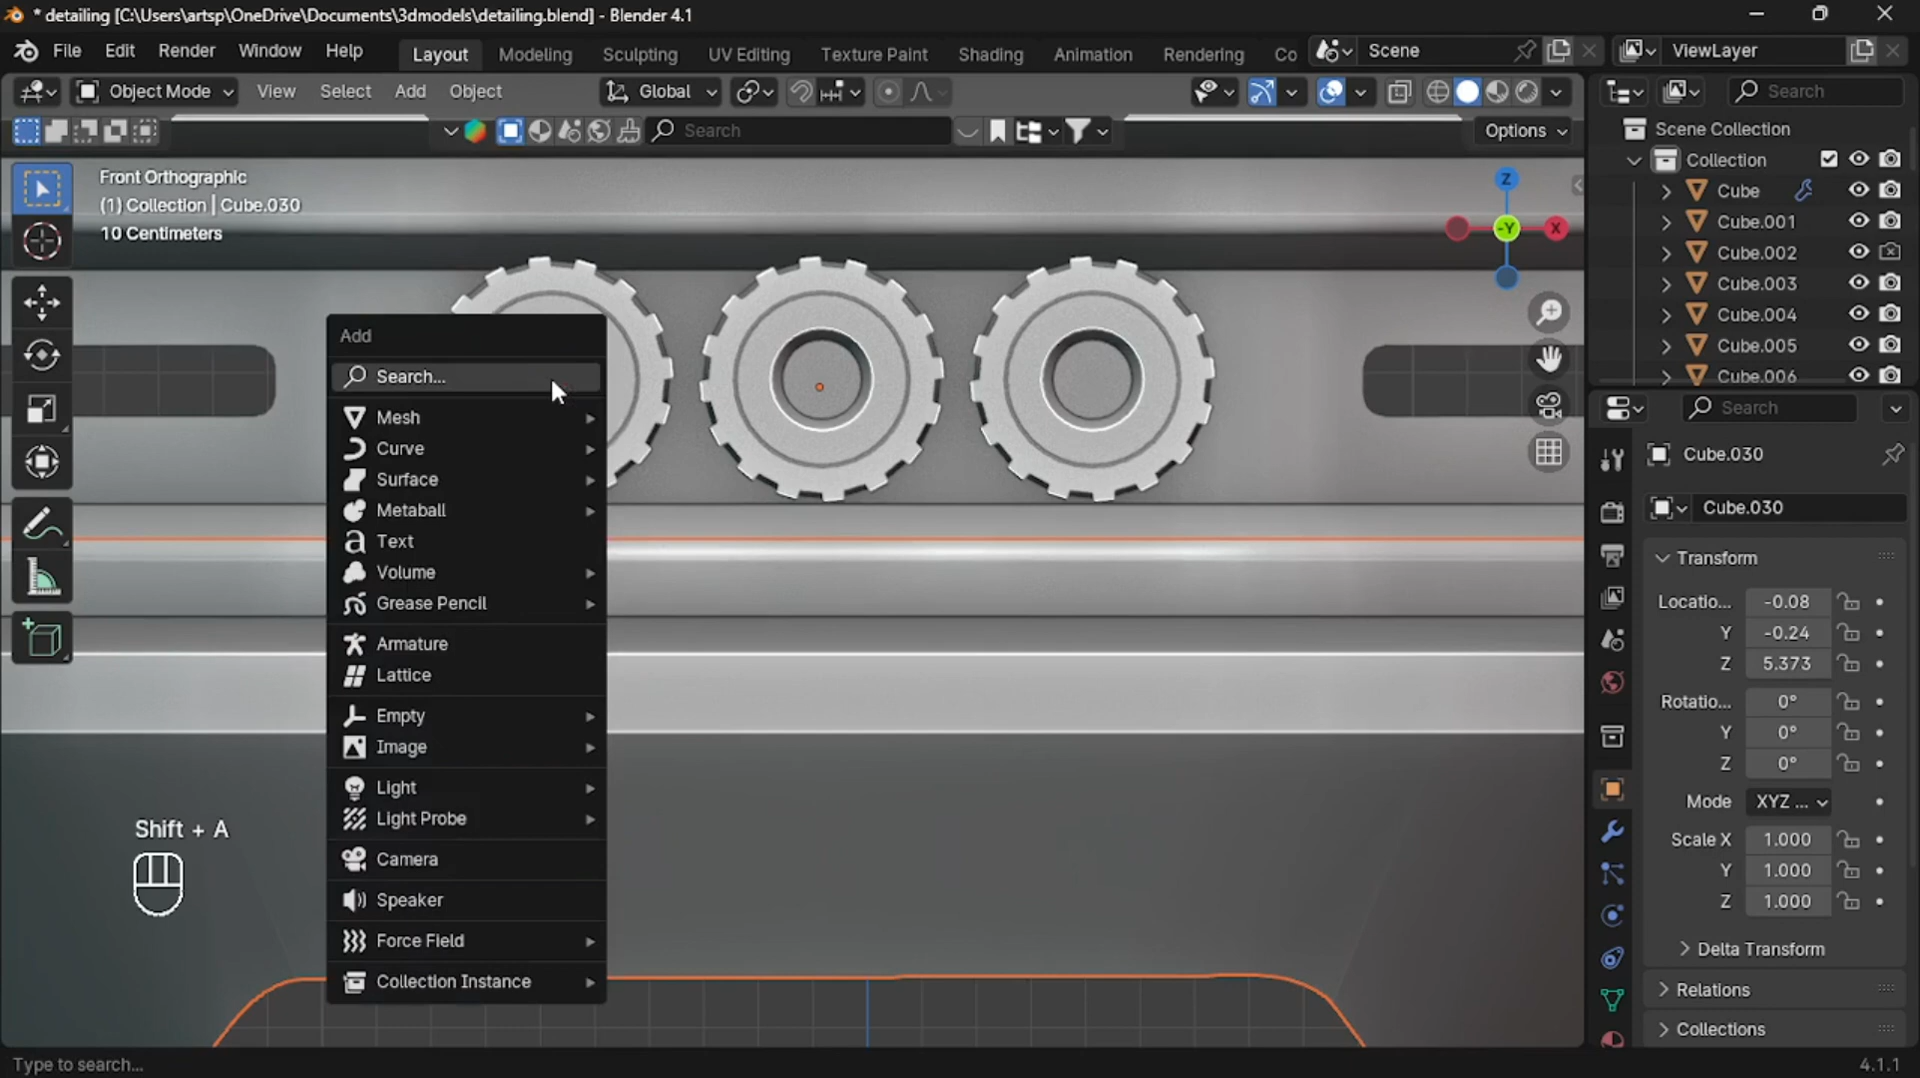 * detailing [C:\Users\artsp\OneDrive\Documents\3dmodels\detailing.blend] - Blender 4.1
File Edit Render Window Help Layout Modeling Sculpting UV Editing Texture Paint Shading Animation Rendering Co Scene ViewLayer
Object Mode View Select Add Object Global Search
Search Options
Scene Collection
Collection
Cube
Cube.001
Cube.002
Cube.003
Cube.004
Cube.005
Cube.006
Front Orthographic
(1) Collection | Cube.030
10 Centimeters
Z
-Y
X
Add
Search...
Mesh
Curve
Surface
Metaball
Text
Volume
Grease Pencil
Armature
Lattice
Empty
Image
Light
Light Probe
Camera
Speaker
Force Field
Collection Instance
Shift + A
Search
Cube.030
Cube.030
Transform
Locatio... -0.08
Y -0.24
Z 5.373
Rotatio... 0°
Y 0°
Z 0°
Mode XYZ ...
Scale X 1.000
Y 1.000
Z 1.000
Delta Transform
Relations
Collections
Type to search...
4.1.1